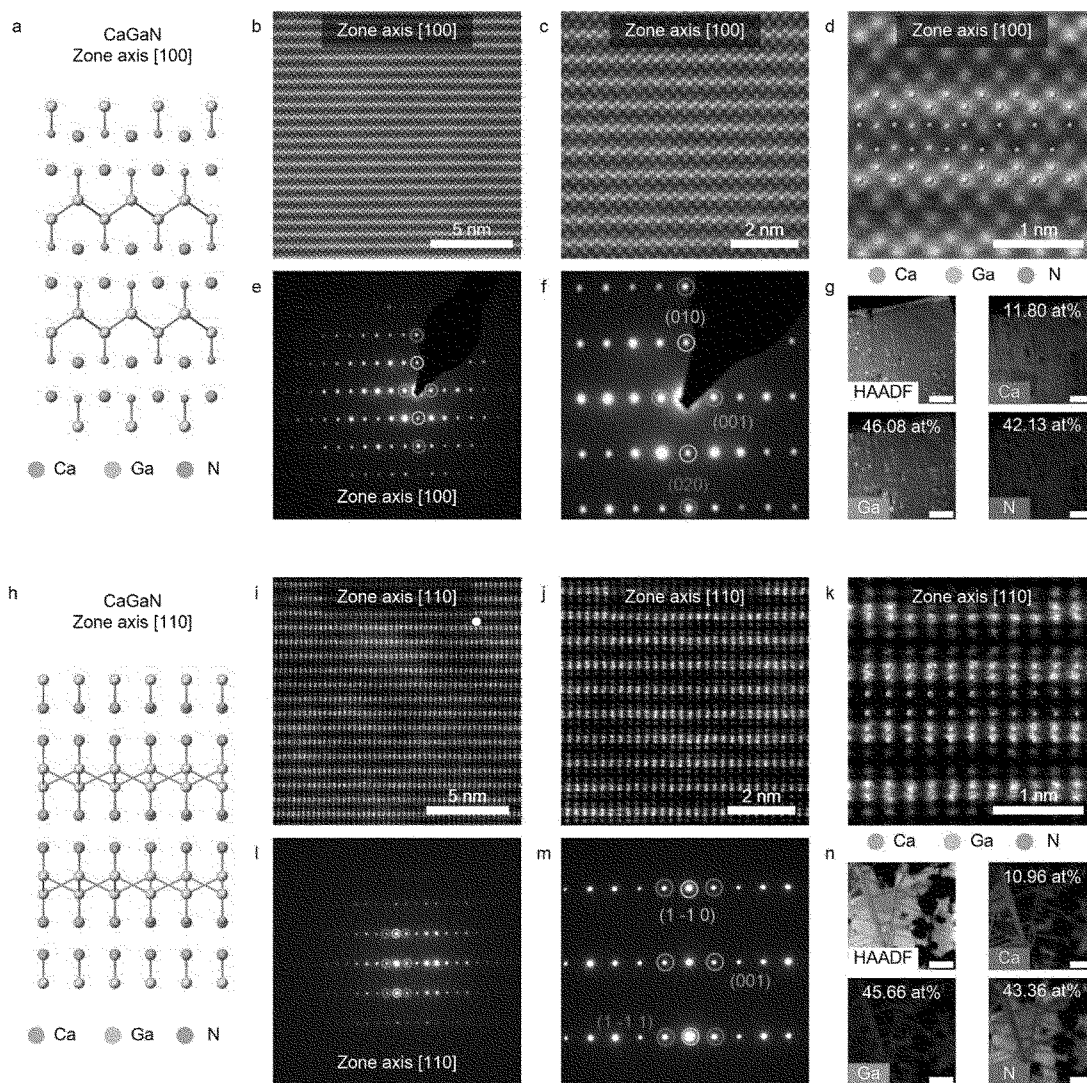 a
CaGaN
Zone axis [100]
Ca Ga N
b
Zone axis [100]
5 nm
c
Zone axis [100]
2 nm
d
Zone axis [100]
1 nm
Ca Ga N
e
Zone axis [100]
f
(010)
(001)
(020)
g
HAADF
11.80 at%
Ca
46.08 at%
Ga
42.13 at%
N
h
CaGaN
Zone axis [110]
Ca Ga N
i
Zone axis [110]
5 nm
j
Zone axis [110]
2 nm
k
Zone axis [110]
1 nm
Ca Ga N
l
Zone axis [110]
m
(1 -1 0)
(001)
(1 -1 1)
n
HAADF
10.96 at%
Ca
45.66 at%
Ga
43.36 at%
N